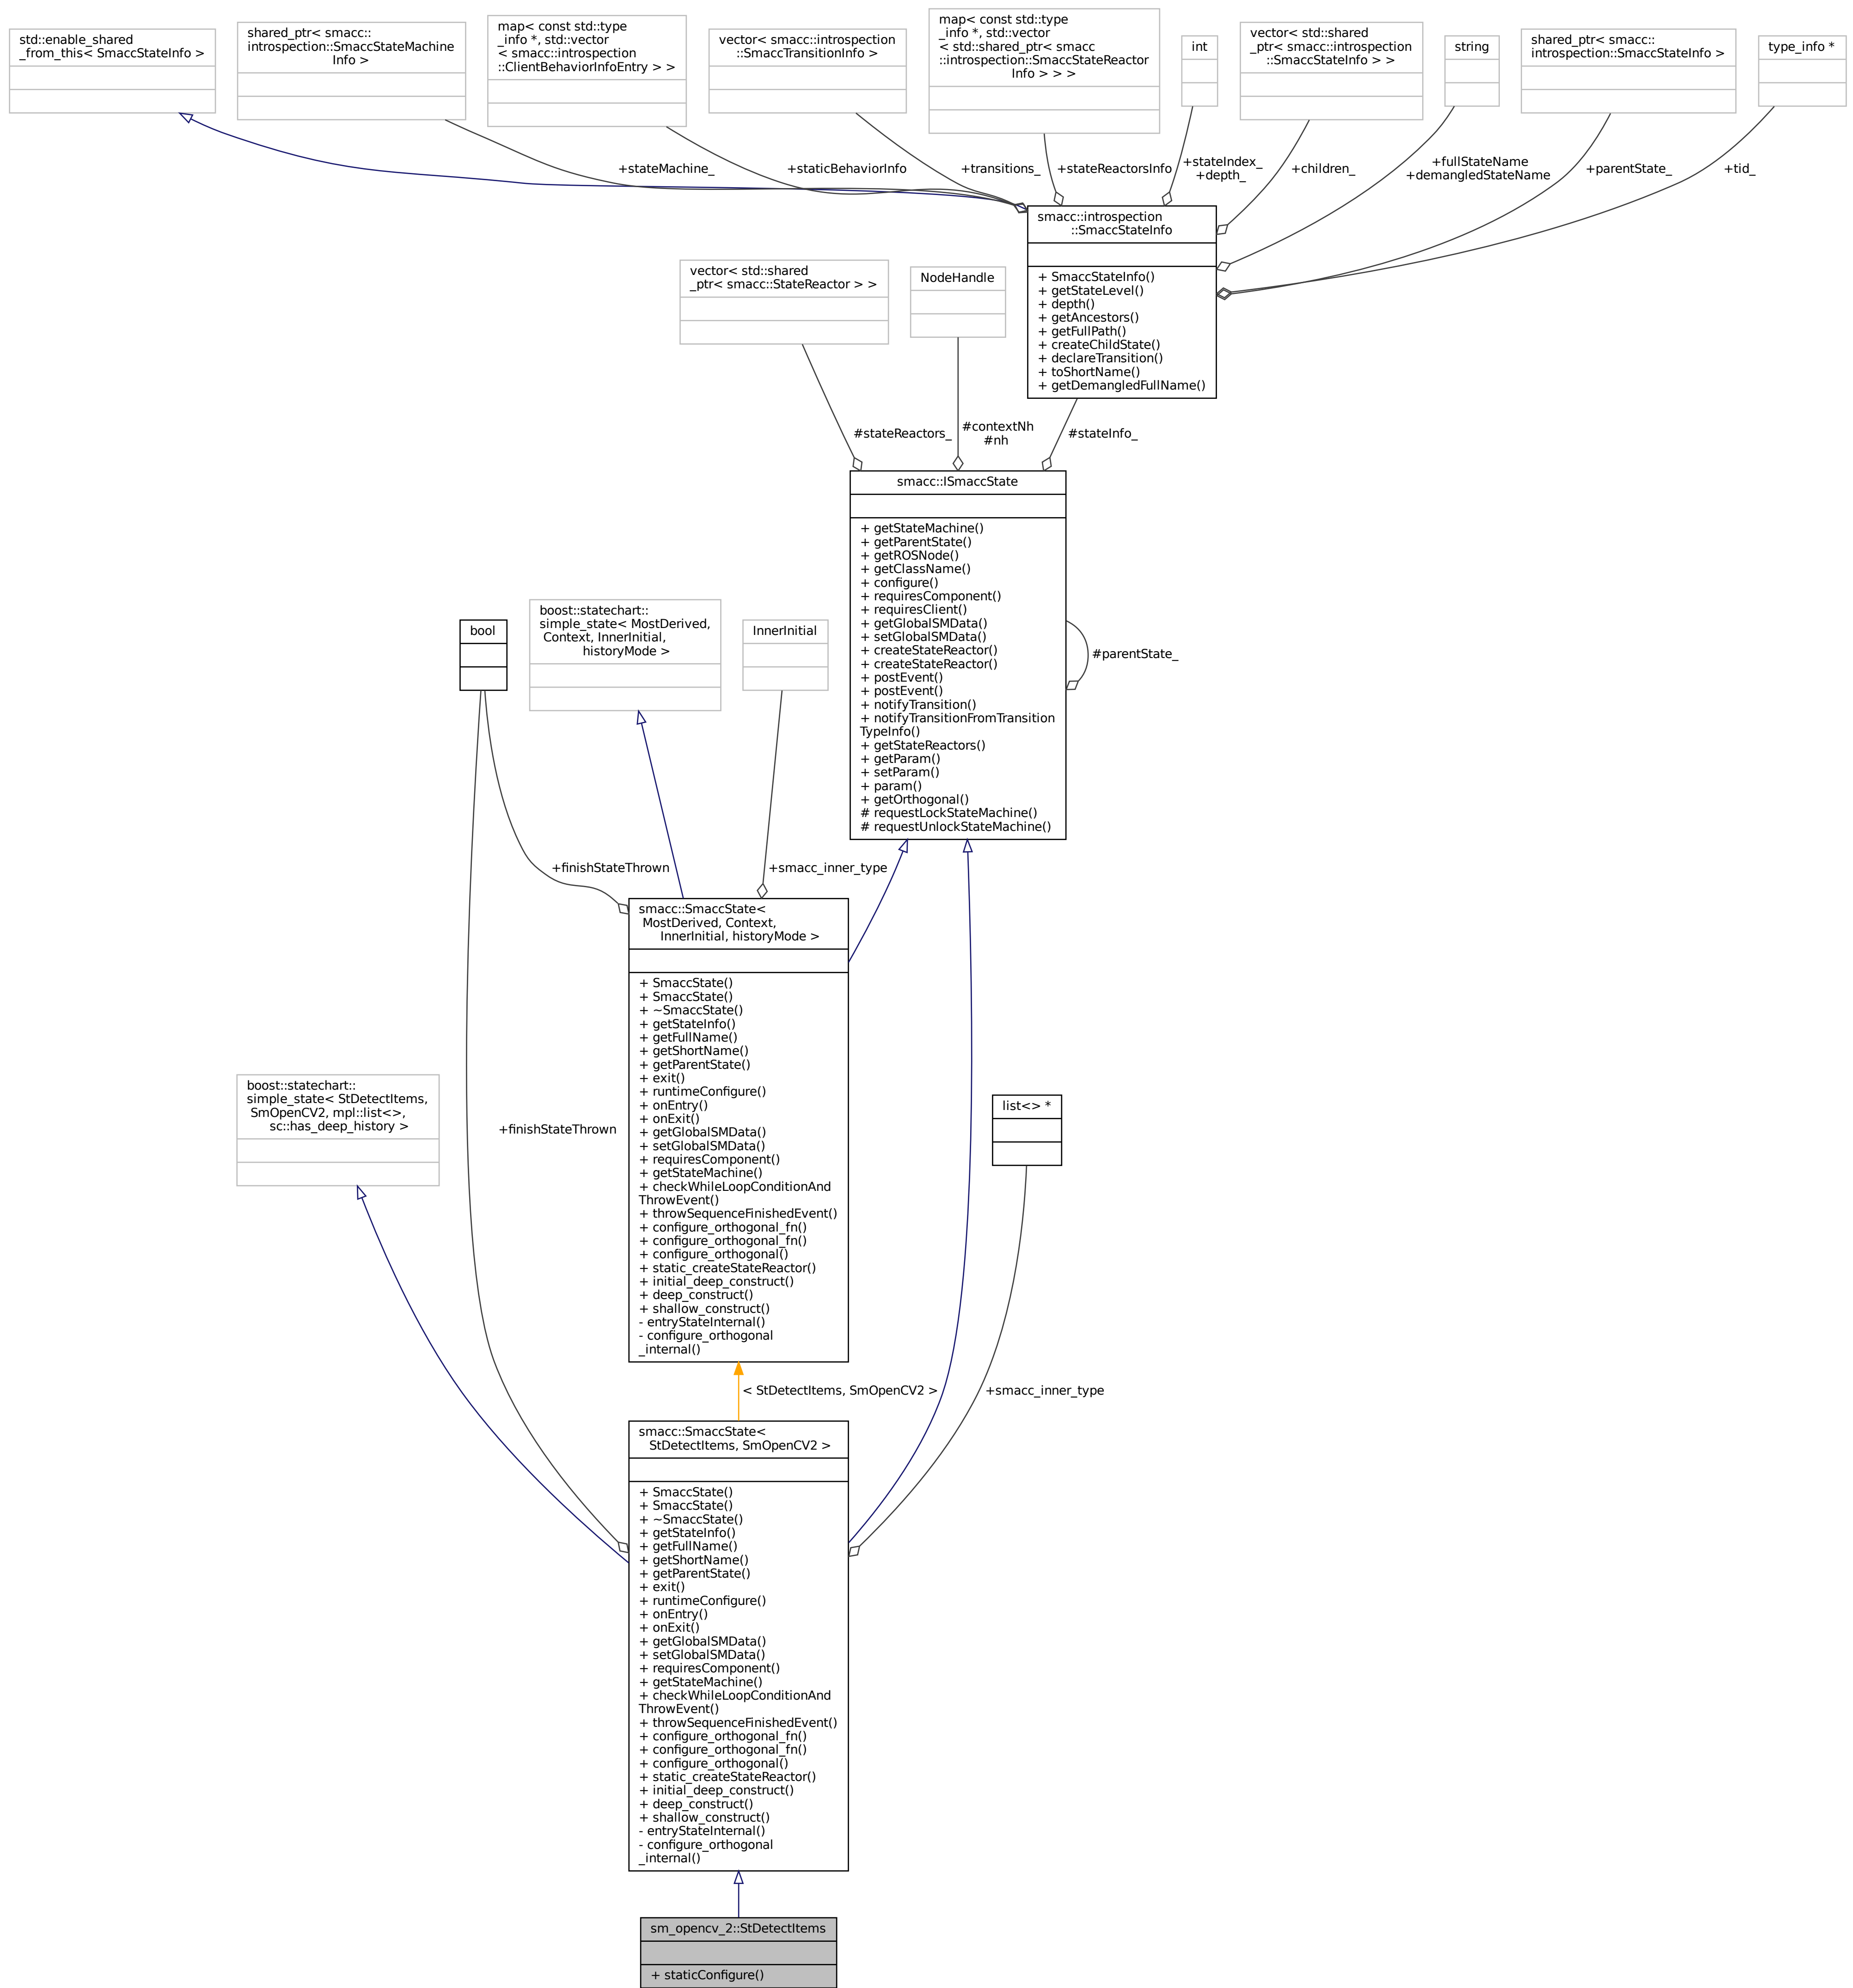 std::enable_shared
_from_this< SmaccStateInfo >
shared_ptr< smacc::
introspection::SmaccStateMachine
Info >
map< const std::type
_info *, std::vector
< smacc::introspection
::ClientBehaviorInfoEntry > >
vector< smacc::introspection
::SmaccTransitionInfo >
map< const std::type
_info *, std::vector
< std::shared_ptr< smacc
::introspection::SmaccStateReactor
Info > > >
int
vector< std::shared
_ptr< smacc::introspection
::SmaccStateInfo > >
string
shared_ptr< smacc::
introspection::SmaccStateInfo >
type_info *
+stateMachine_
+staticBehaviorInfo
+transitions_
+stateReactorsInfo
+stateIndex_
+depth_
+children_
+fullStateName
+demangledStateName
+parentState_
+tid_
smacc::introspection
::SmaccStateInfo
+ SmaccStateInfo()
+ getStateLevel()
+ depth()
+ getAncestors()
+ getFullPath()
+ createChildState()
+ declareTransition()
+ toShortName()
+ getDemangledFullName()
vector< std::shared
_ptr< smacc::StateReactor > >
NodeHandle
#stateReactors_
#contextNh
#nh
#stateInfo_
smacc::ISmaccState
+ getStateMachine()
+ getParentState()
+ getROSNode()
+ getClassName()
+ configure()
+ requiresComponent()
+ requiresClient()
+ getGlobalSMData()
+ setGlobalSMData()
+ createStateReactor()
+ createStateReactor()
+ postEvent()
+ postEvent()
+ notifyTransition()
+ notifyTransitionFromTransition
TypeInfo()
+ getStateReactors()
+ getParam()
+ setParam()
+ param()
+ getOrthogonal()
# requestLockStateMachine()
# requestUnlockStateMachine()
#parentState_
bool
boost::statechart::
simple_state< MostDerived,
Context, InnerInitial,
historyMode >
InnerInitial
+finishStateThrown
+smacc_inner_type
smacc::SmaccState<
MostDerived, Context,
InnerInitial, historyMode >
+ SmaccState()
+ SmaccState()
+ ~SmaccState()
+ getStateInfo()
+ getFullName()
+ getShortName()
+ getParentState()
+ exit()
+ runtimeConfigure()
+ onEntry()
+ onExit()
+ getGlobalSMData()
+ setGlobalSMData()
+ requiresComponent()
+ getStateMachine()
+ checkWhileLoopConditionAnd
ThrowEvent()
+ throwSequenceFinishedEvent()
+ configure_orthogonal_fn()
+ configure_orthogonal_fn()
+ configure_orthogonal()
+ static_createStateReactor()
+ initial_deep_construct()
+ deep_construct()
+ shallow_construct()
- entryStateInternal()
- configure_orthogonal
_internal()
boost::statechart::
simple_state< StDetectItems,
SmOpenCV2, mpl::list<>,
sc::has_deep_history >
+finishStateThrown
list<> *
< StDetectItems, SmOpenCV2 >
+smacc_inner_type
smacc::SmaccState<
StDetectItems, SmOpenCV2 >
+ SmaccState()
+ SmaccState()
+ ~SmaccState()
+ getStateInfo()
+ getFullName()
+ getShortName()
+ getParentState()
+ exit()
+ runtimeConfigure()
+ onEntry()
+ onExit()
+ getGlobalSMData()
+ setGlobalSMData()
+ requiresComponent()
+ getStateMachine()
+ checkWhileLoopConditionAnd
ThrowEvent()
+ throwSequenceFinishedEvent()
+ configure_orthogonal_fn()
+ configure_orthogonal_fn()
+ configure_orthogonal()
+ static_createStateReactor()
+ initial_deep_construct()
+ deep_construct()
+ shallow_construct()
- entryStateInternal()
- configure_orthogonal
_internal()
sm_opencv_2::StDetectItems
+ staticConfigure()